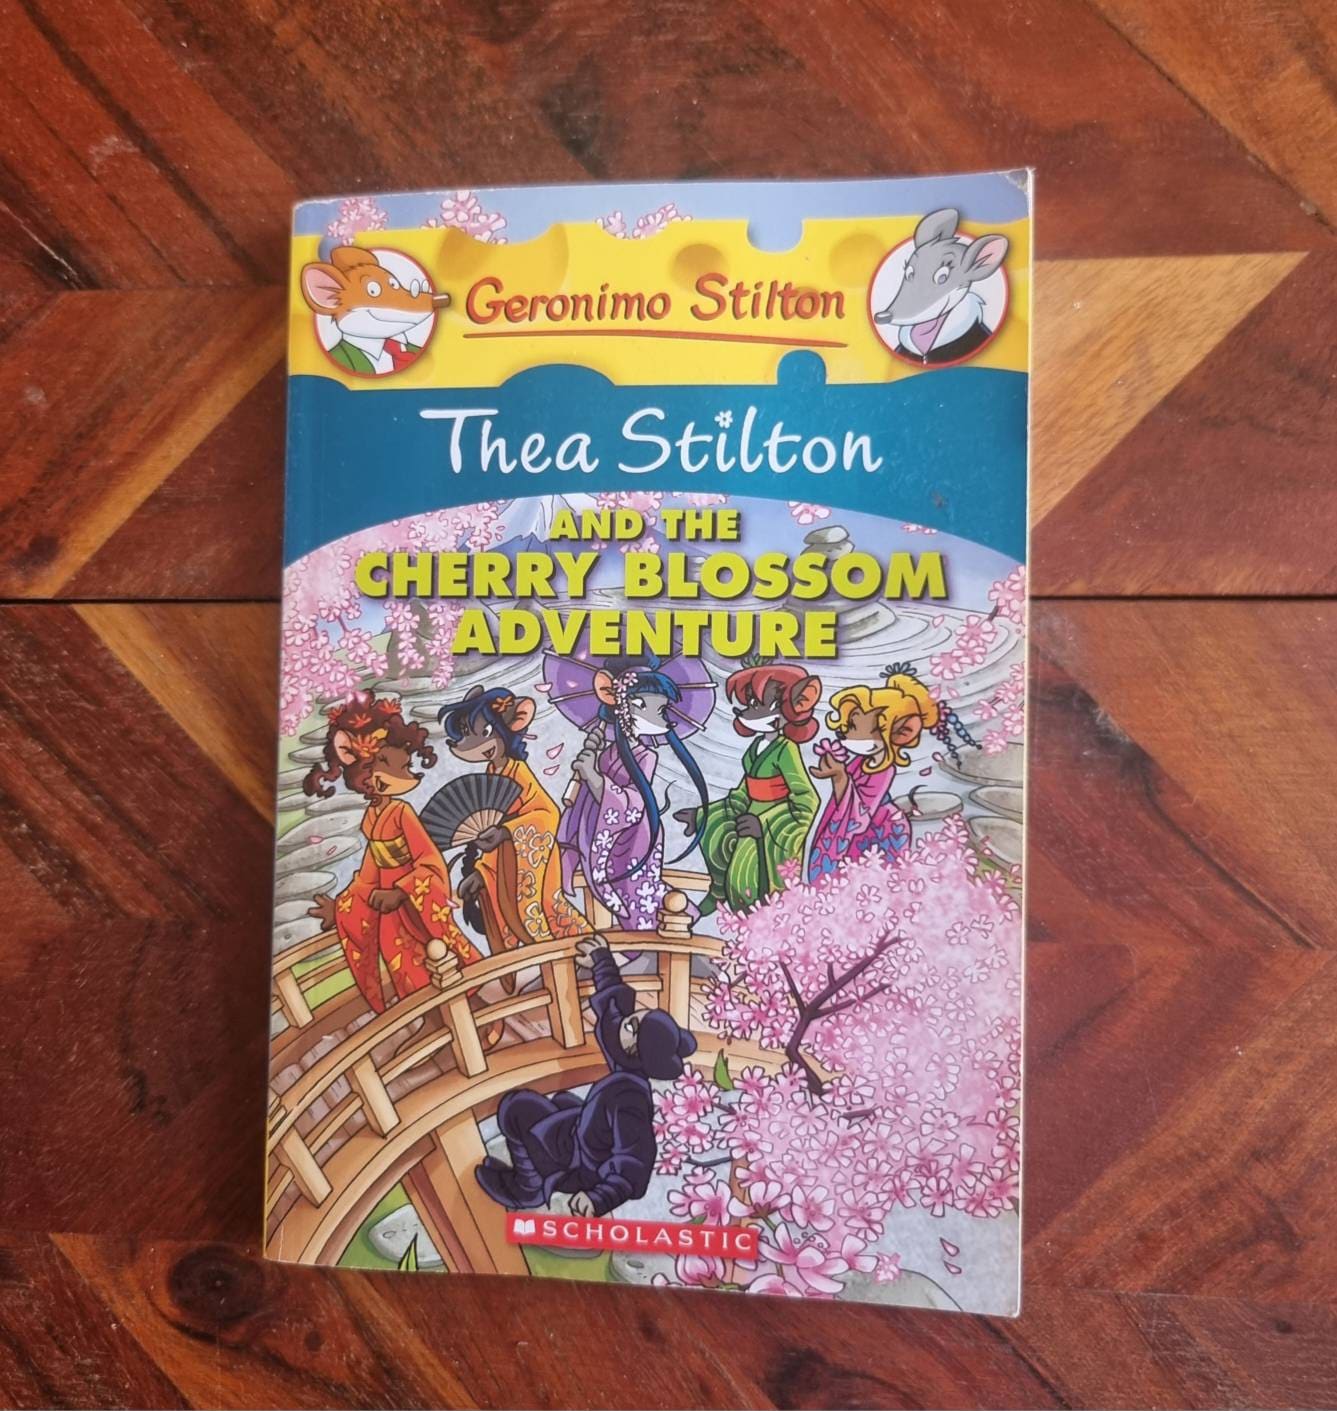 Geronimo Stilton
Thea Stilton
AND THE
CHERRY BLOSSOM
ADVENTURE
SCHOLASTIC